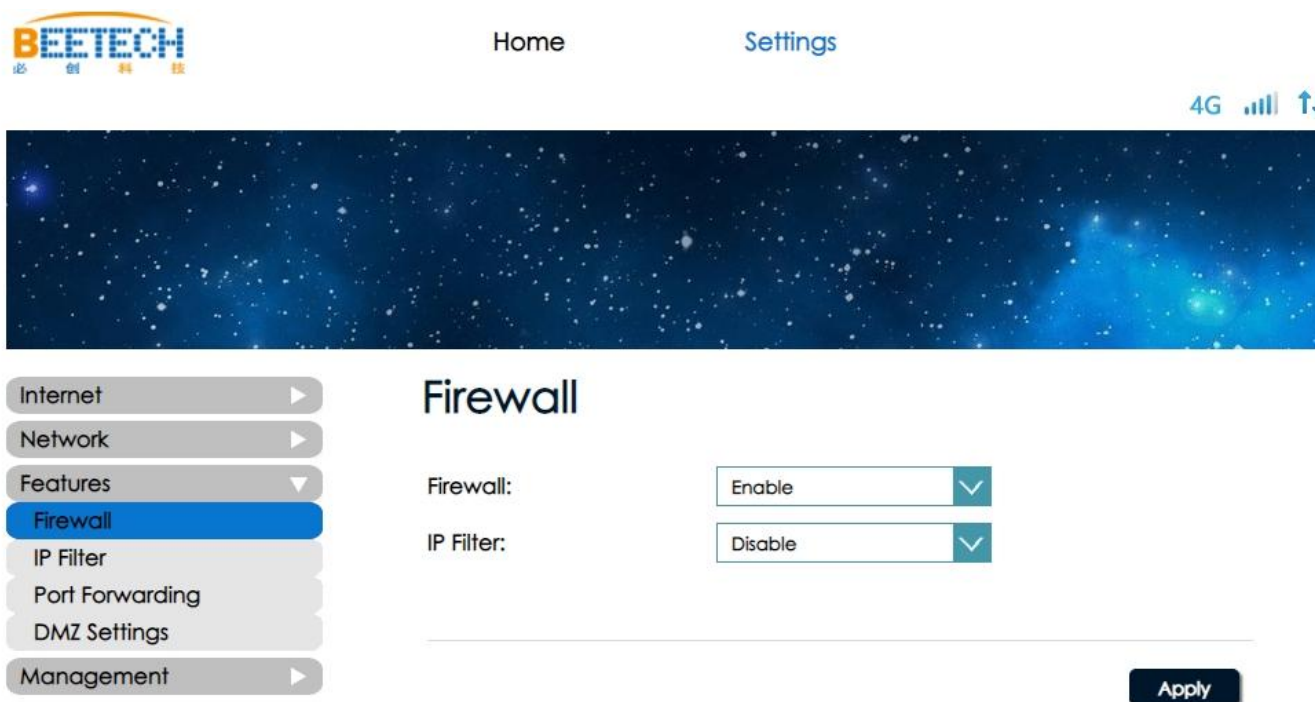 BEETECH
必创科技
Home
Settings
4G
Internet
Network
Features
Firewall
IP Filter
Port Forwarding
DMZ Settings
Management
Firewall
Firewall:
Enable
IP Filter:
Disable
Apply